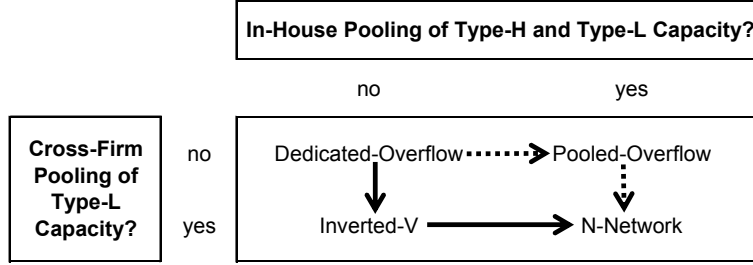 In-House Pooling of Type-H and Type-L Capacity?
no yes
Cross-Firm
Pooling of
Type-L
Capacity?
no Dedicated-Overflow Pooled-Overflow
yes Inverted-V N-Network